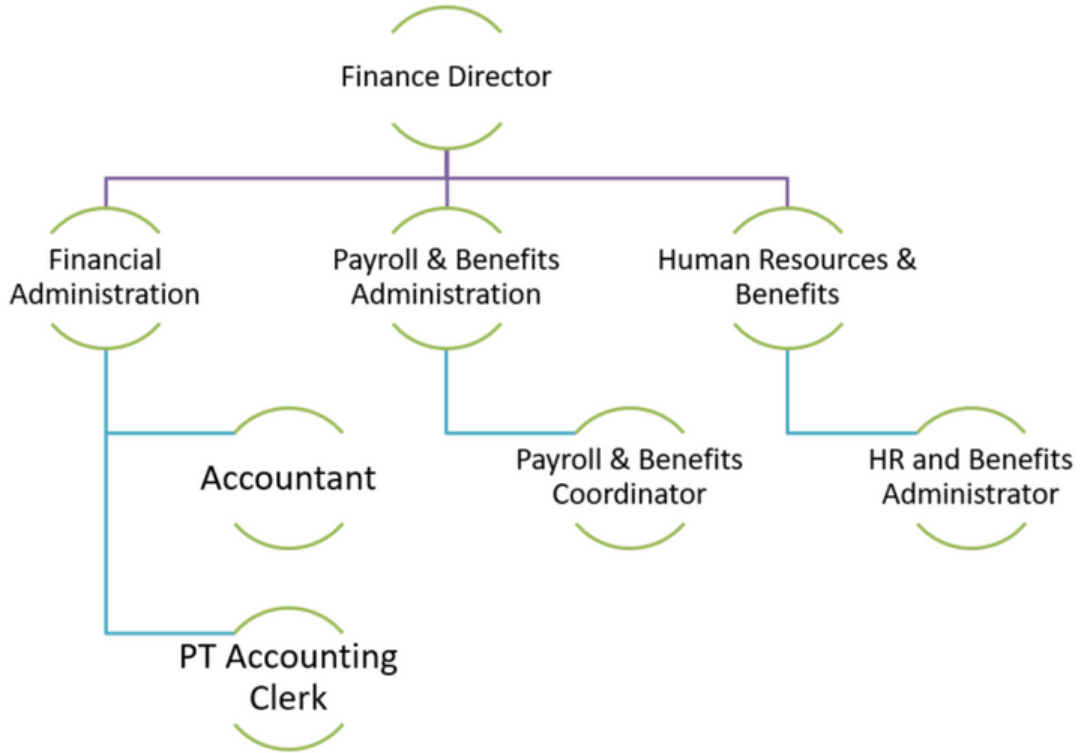 Finance Director
Financial
Administration
Payroll & Benefits
Administration
Human Resources &
Benefits
Accountant
Payroll & Benefits
Coordinator
HR and Benefits
Administrator
PT Accounting
Clerk